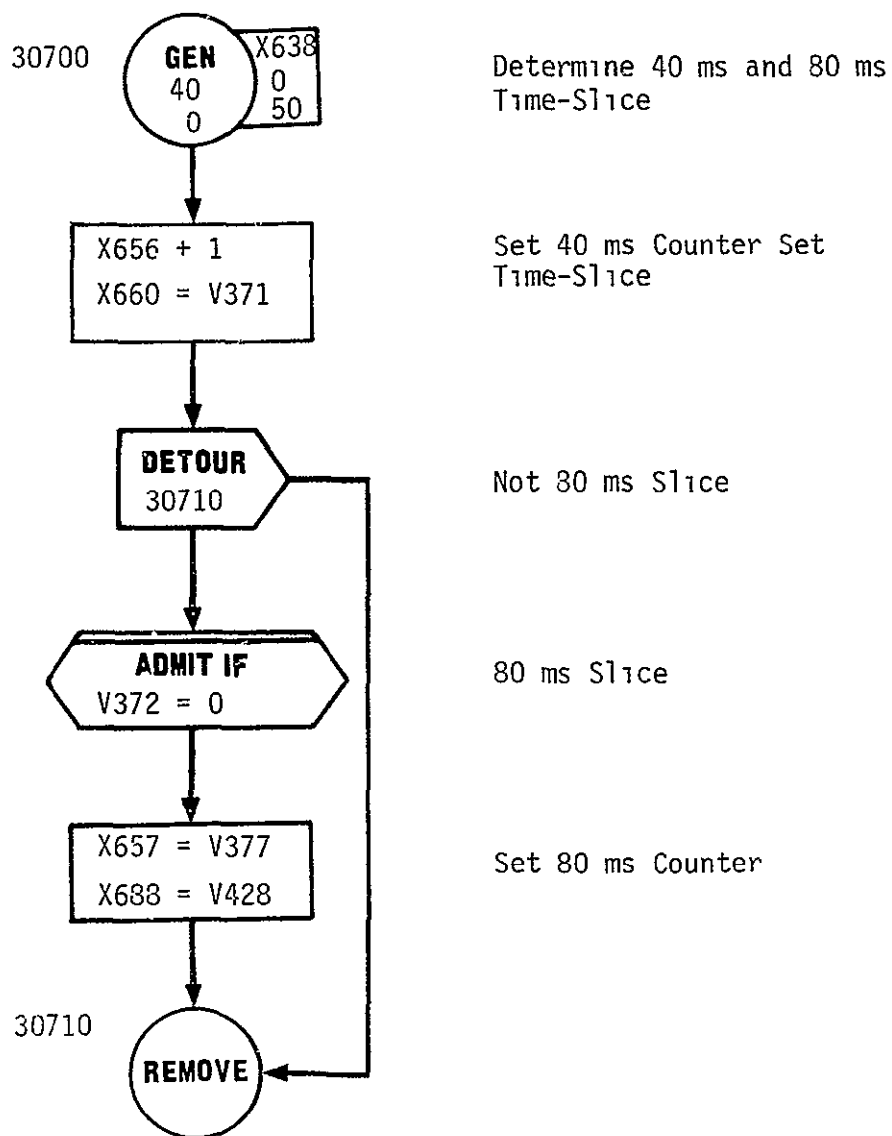 30700
GEN
40
0
X638
0
50
Determine 40 ms and 80 ms
Time-Slice
X656 + 1
X660 = V371
Set 40 ms Counter Set
Time-Slice
DETOUR
30710
Not 80 ms Slice
ADMIT IF
V372 = 0
80 ms Slice
X657 = V377
X688 = V428
Set 80 ms Counter
30710
REMOVE